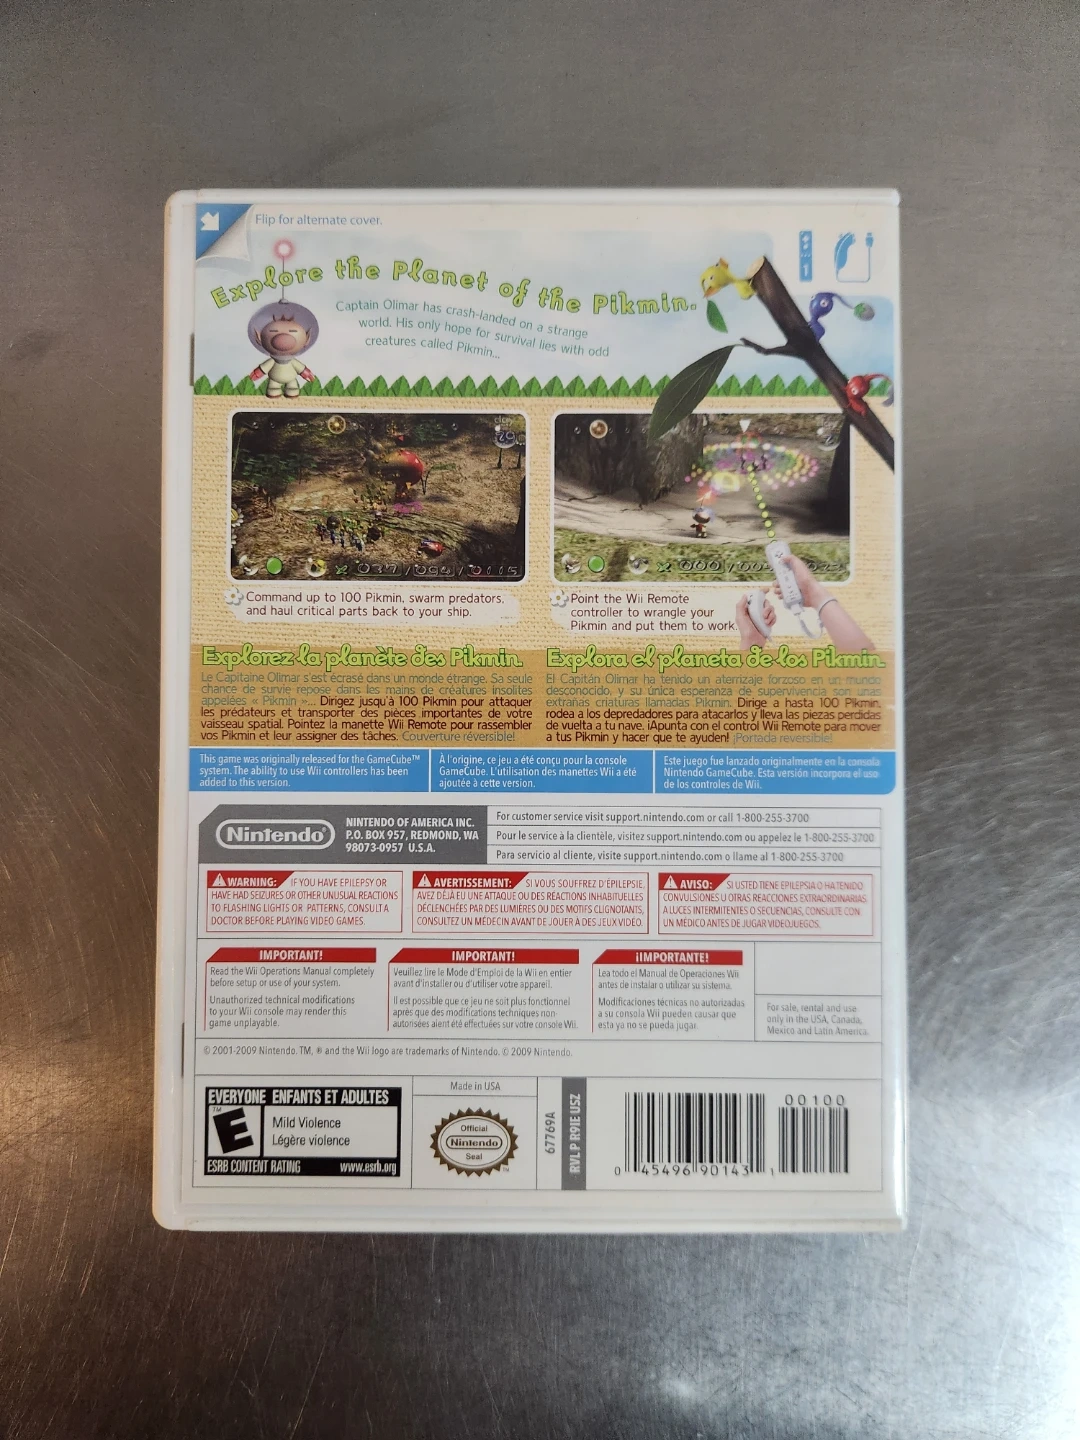 Flip for alternate cover.
Explore the Planet of the Pikmin.
Captain Olimar has crash-landed on a strange
world. His only hope for survival lies with odd
creatures called Pikmin...
Command up to 100 Pikmin, swarm predators,
and haul critical parts back to your ship.
Point the Wii Remote
controller to wrangle your
Pikmin and put them to work.
Explorez la planète des Pikmin.
Le Capitaine Olimar s'est écrasé dans un monde étrange. Sa seule
chance de survie repose dans les mains de créatures insolites
appelées « Pikmin »... Dirigez jusqu'à 100 Pikmin pour attaquer
les prédateurs et transporter des pièces importantes de votre
vaisseau spatial. Pointez la manette Wii Remote pour rassembler
vos Pikmin et leur assigner des tâches. Couverture réversible!
Explora el planeta de los Pikmin.
El Capitán Olimar ha tenido un aterrizaje forzoso en un mundo
desconocido, y su única esperanza de supervivencia son unas
extrañas criaturas llamadas Pikmin. Dirige a hasta 100 Pikmin,
rodea a los depredadores para atacarlos y lleva las piezas perdidas
de vuelta a tu nave. ¡Apunta con el control Wii Remote para mover
a tus Pikmin y hacer que te ayuden! ¡Portada reversible!
This game was originally released for the GameCube™
system. The ability to use Wii controllers has been
added to this version.
À l'origine, ce jeu a été conçu pour la console
GameCube. L'utilisation des manettes Wii a été
ajoutée à cette version.
Este juego fue lanzado originalmente en la consola
Nintendo GameCube. Esta versión incorpora el uso
de los controles de Wii.
Nintendo®
NINTENDO OF AMERICA INC.
P.O. BOX 957, REDMOND, WA
98073-0957 U.S.A.
For customer service visit support.nintendo.com or call 1-800-255-3700
Pour le service à la clientèle, visitez support.nintendo.com ou appelez le 1-800-255-3700
Para servicio al cliente, visite support.nintendo.com o llame al 1-800-255-3700
WARNING: IF YOU HAVE EPILEPSY OR
HAVE HAD SEIZURES OR OTHER UNUSUAL REACTIONS
TO FLASHING LIGHTS OR PATTERNS, CONSULT A
DOCTOR BEFORE PLAYING VIDEO GAMES.
AVERTISSEMENT: SI VOUS SOUFFREZ D'ÉPILEPSIE,
AVEZ DÉJÀ EU UNE ATTAQUE OU DES RÉACTIONS INHABITUELLES
DÉCLENCHÉES PAR DES LUMIÈRES OU DES MOTIFS CLIGNOTANTS,
CONSULTEZ UN MÉDECIN AVANT DE JOUER À DES JEUX VIDÉO.
AVISO: SI USTED TIENE EPILEPSIA O HA TENIDO
CONVULSIONES U OTRAS REACCIONES EXTRAORDINARIAS
A LUCES INTERMITENTES O SECUENCIAS, CONSULTE CON
UN MÉDICO ANTES DE JUGAR VIDEOJUEGOS.
IMPORTANT!
Read the Wii Operations Manual completely
before setup or use of your system.
Unauthorized technical modifications
to your Wii console may render this
game unplayable.
IMPORTANT!
Veuillez lire le Mode d'Emploi de la Wii en entier
avant d'installer ou d'utiliser votre appareil.
Il est possible que ce jeu ne soit plus fonctionnel
après que des modifications techniques non-
autorisées aient été effectuées sur votre console Wii.
¡IMPORTANTE!
Lea todo el Manual de Operaciones Wii
antes de instalar o utilizar su sistema.
Modificaciones técnicas no autorizadas
a su consola Wii pueden causar que
esta ya no se pueda jugar.
For sale, rental and use
only in the USA, Canada,
Mexico and Latin America.
© 2001-2009 Nintendo. TM, ® and the Wii logo are trademarks of Nintendo. © 2009 Nintendo.
EVERYONE ENFANTS ET ADULTES
E™
Mild Violence
Légère violence
ESRB CONTENT RATING www.esrb.org
Made in USA
Official
Nintendo
Seal
67769A
RVL P R9IE USZ
00100
0 45496 90143 1